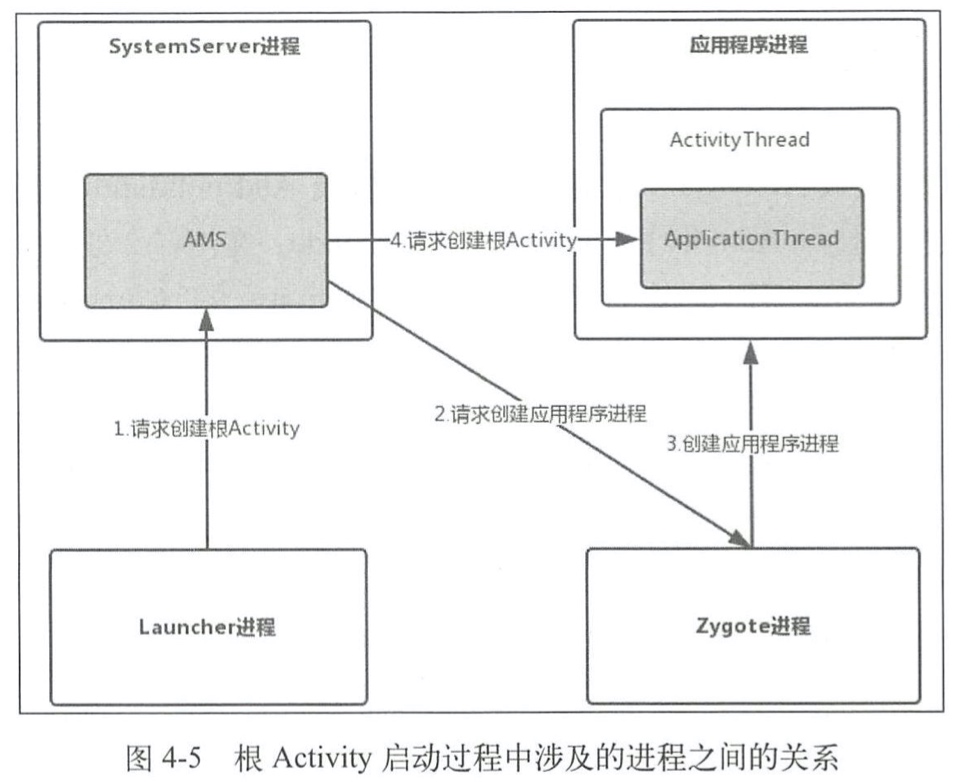 SystemServer进程
应用程序进程
ActivityThread
AMS
4.请求创建根Activity
ApplicationThread
1.请求创建根Activity
2.请求创建应用程序进程
3.创建应用程序进程
Launcher进程
Zygote进程
图 4-5 根 Activity 启动过程中涉及的进程之间的关系